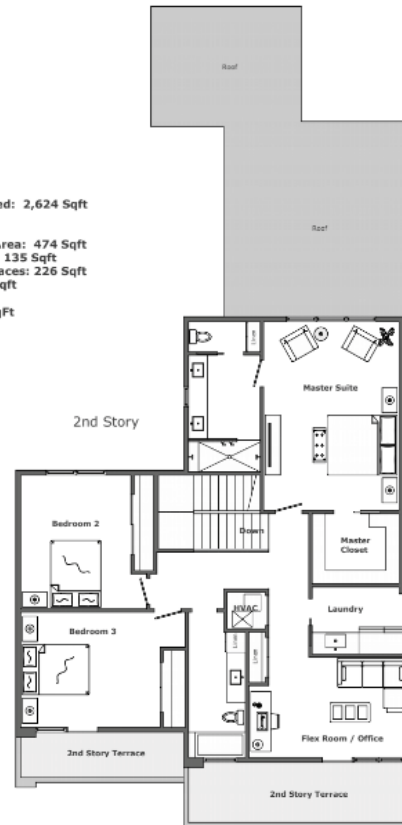 Roof
Roof
ed: 2,624 Sqft
Area: 474 Sqft
135 Sqft
aces: 226 Sqft
qft
qFt
2nd Story
Linen
Master Suite
Down
Bedroom 2
Master
Closet
HVAC
Laundry
Bedroom 3
Linen
Linen
2nd Story Terrace
Flex Room / Office
2nd Story Terrace